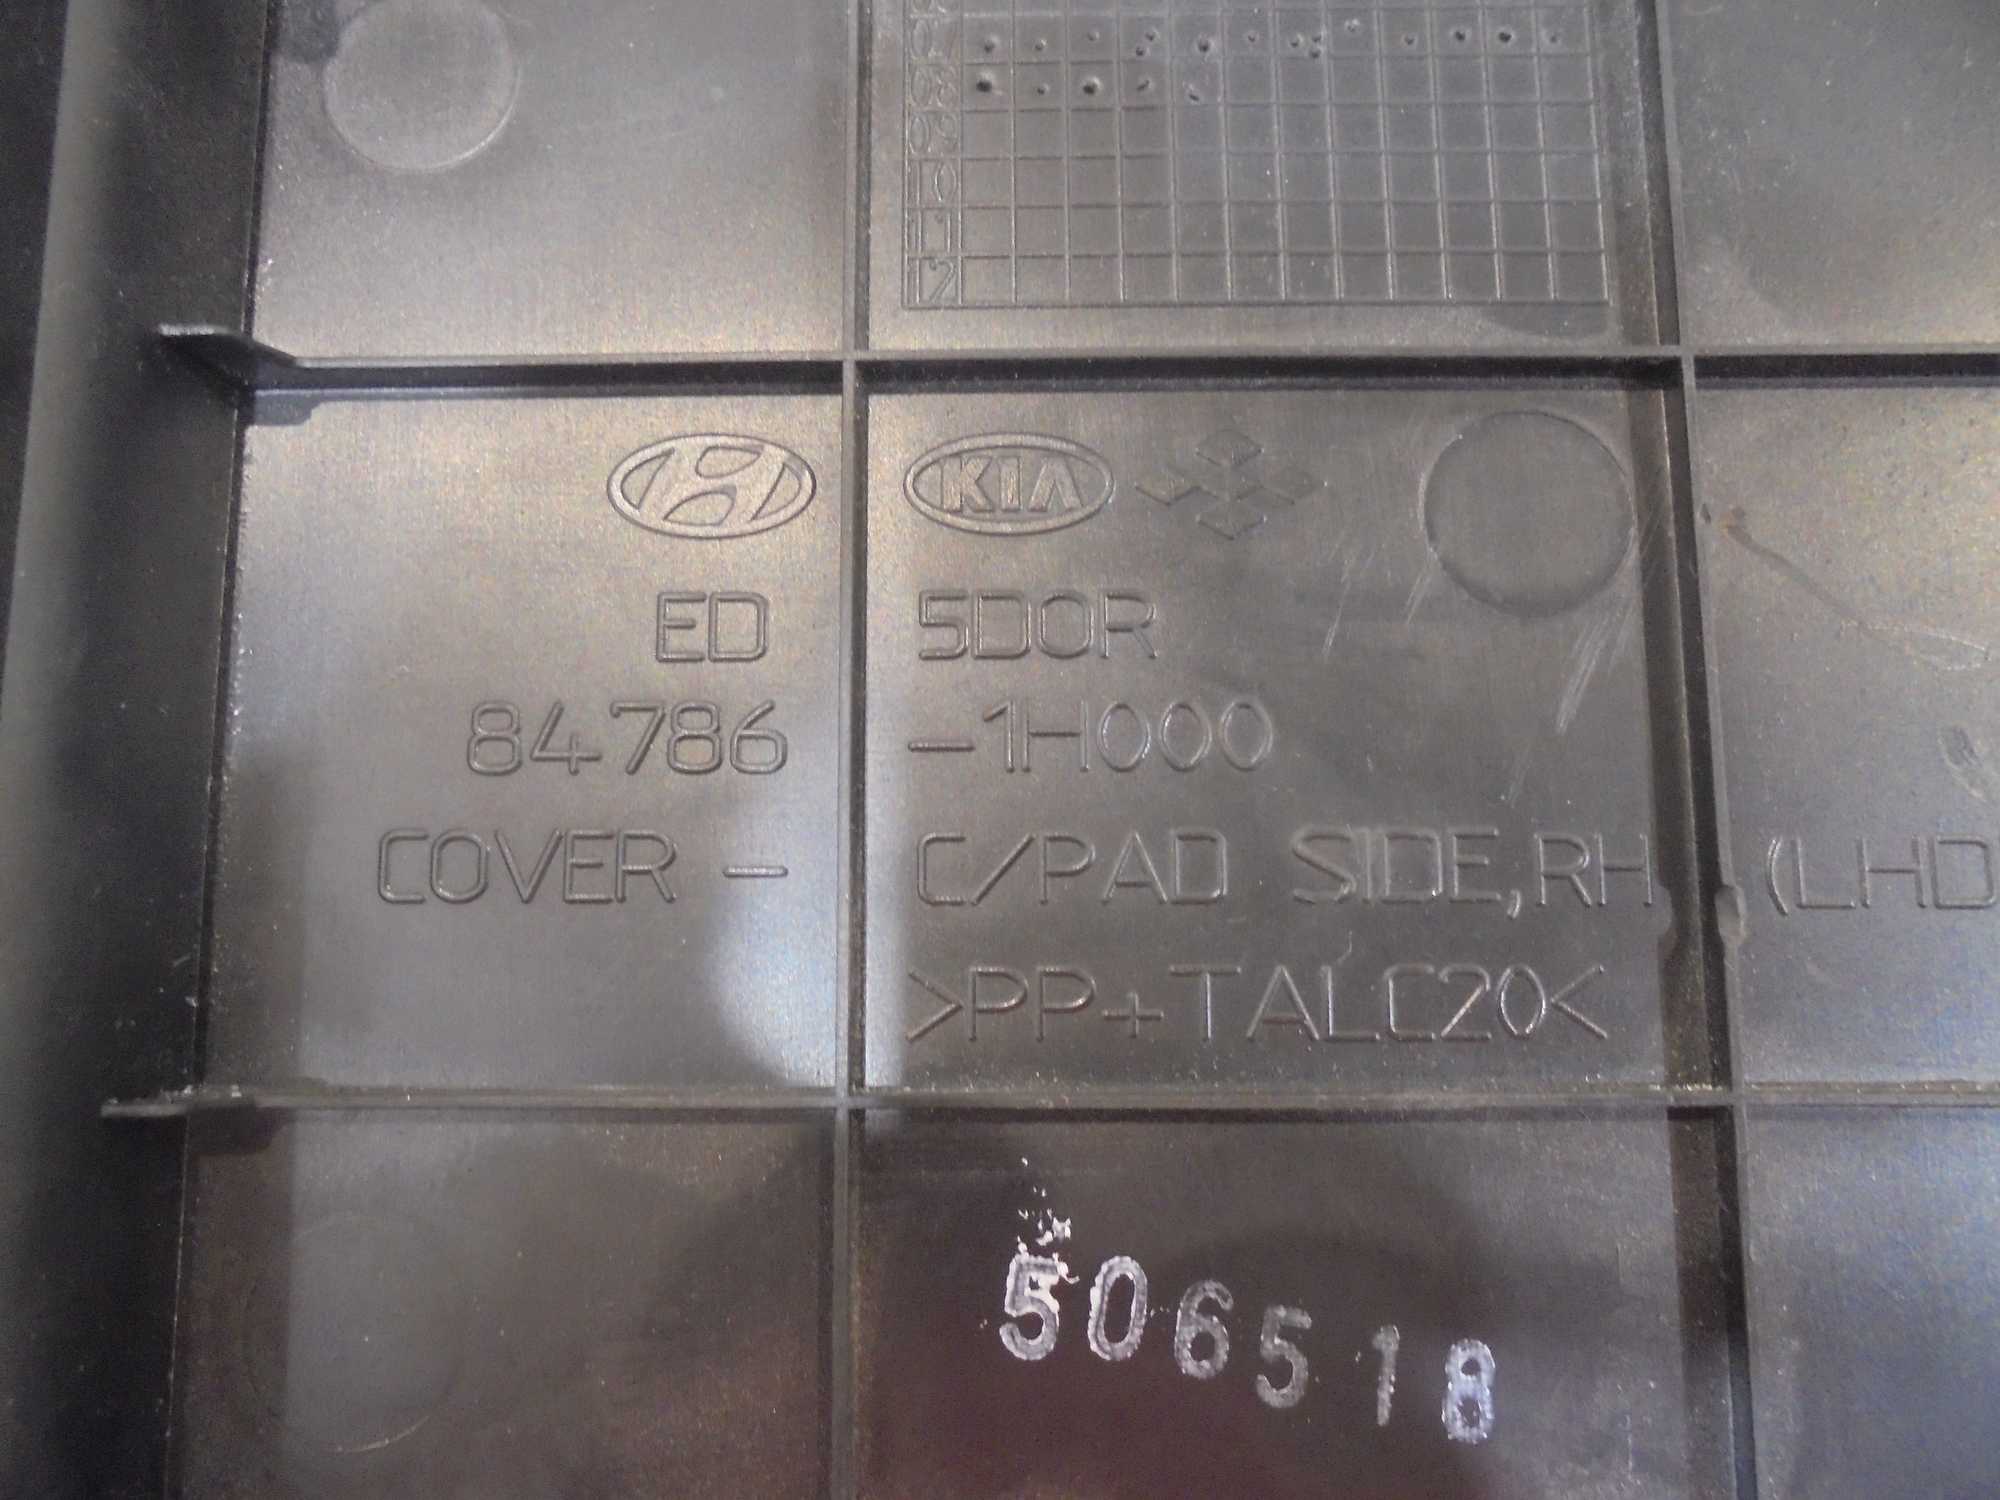 07
08
09
10
11
12
KIA
ED 5DOR
84786 -1H000
COVER - C/PAD SIDE,RH (LHD
>PP+TALC20<
506518